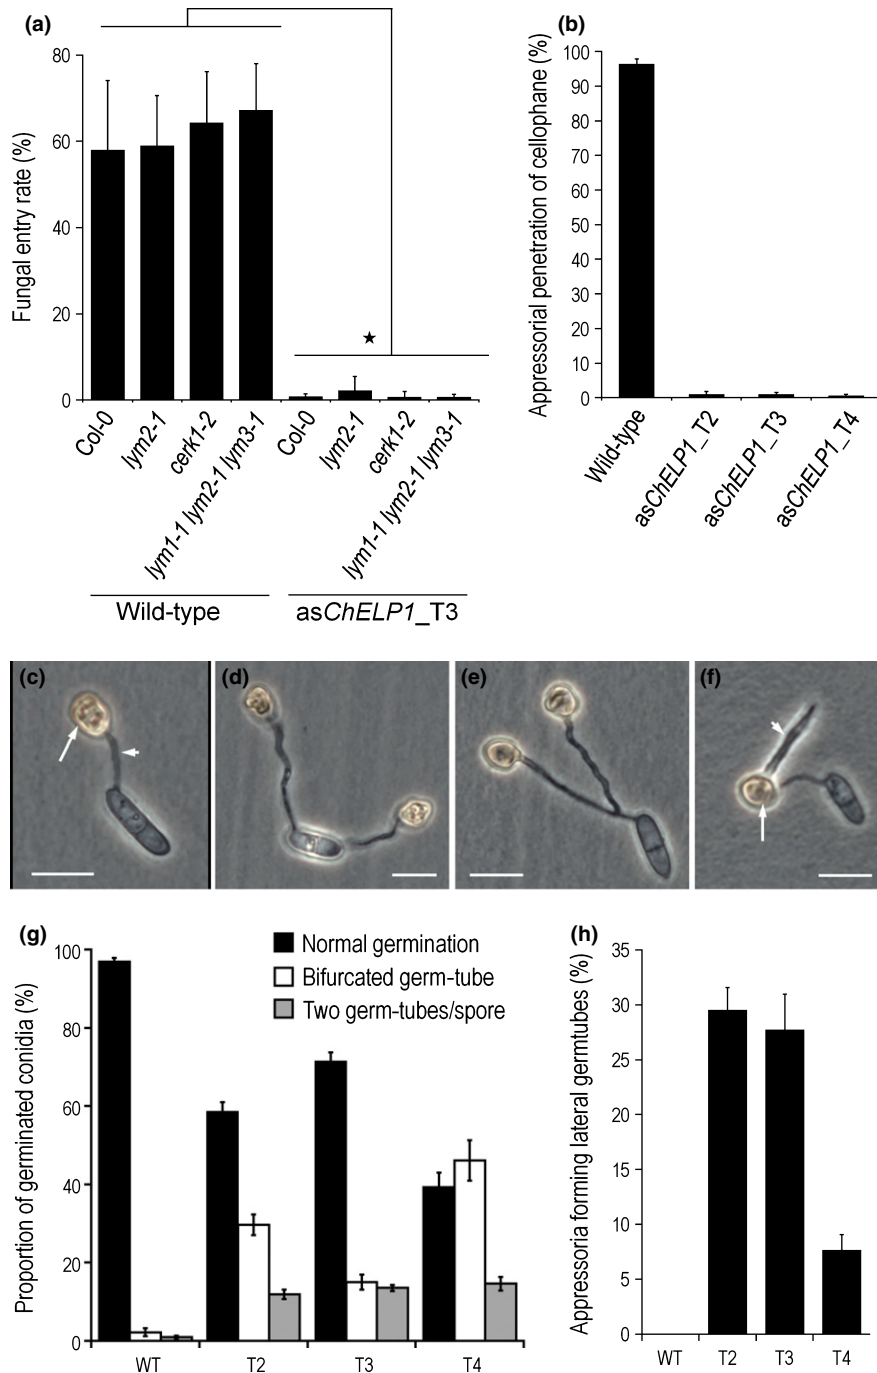 (a)
Fungal entry rate (%)
80
60
40
20
0
★
Col-0
lym2-1
cerk1-2
lym1-1 lym2-1 lym3-1
Col-0
lym2-1
cerk1-2
lym1-1 lym2-1 lym3-1
Wild-type
asChELP1_T3
(b)
Appressorial penetration of cellophane (%)
100
90
80
70
60
50
40
30
20
10
0
Wild-type
asChELP1_T2
asChELP1_T3
asChELP1_T4
(c)
(d)
(e)
(f)
(g)
Proportion of germinated conidia (%)
100
80
60
40
20
0
Normal germination
Bifurcated germ-tube
Two germ-tubes/spore
WT
T2
T3
T4
(h)
Appressoria forming lateral germtubes (%)
35
30
25
20
15
10
5
0
WT
T2
T3
T4